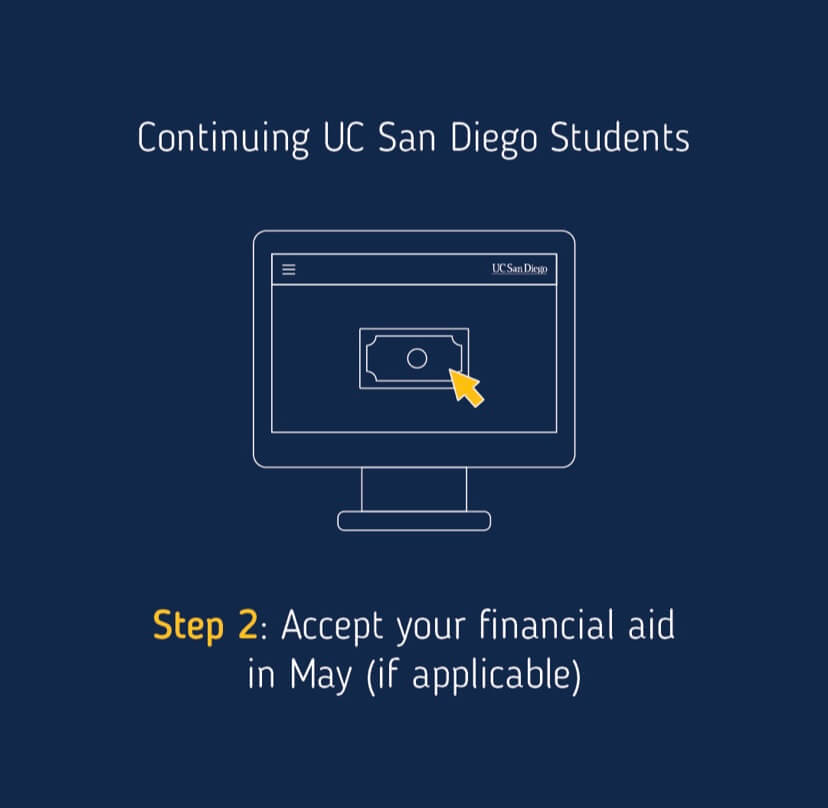 Continuing UC San Diego Students
UC San Diego
Step 2: Accept your financial aid
in May (if applicable)